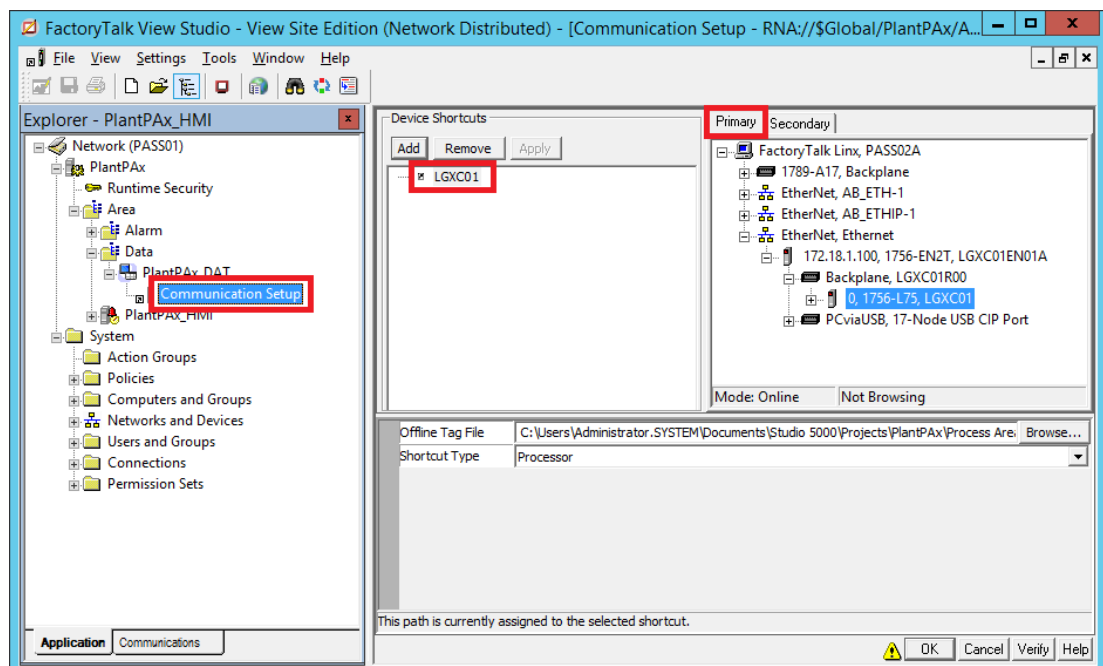 FactoryTalk View Studio - View Site Edition (Network Distributed) - [Communication Setup - RNA://$Global/PlantPAx/A...
File View Settings Tools Window Help
Explorer - PlantPAx_HMI
Network (PASS01)
PlantPAx
Runtime Security
Area
Alarm
Data
PlantPAx_DAT
Communication Setup
PlantPAx_HMI
System
Action Groups
Policies
Computers and Groups
Networks and Devices
Users and Groups
Connections
Permission Sets
Application Communications
Device Shortcuts
Add Remove Apply
LGXC01
Primary Secondary
FactoryTalk Linx, PASS02A
1789-A17, Backplane
EtherNet, AB_ETH-1
EtherNet, AB_ETHIP-1
EtherNet, Ethernet
172.18.1.100, 1756-EN2T, LGXC01EN01A
Backplane, LGXC01R00
0, 1756-L75, LGXC01
PCviaUSB, 17-Node USB CIP Port
Mode: Online Not Browsing
Offline Tag File C:\Users\Administrator.SYSTEM\Documents\Studio 5000\Projects\PlantPAx\Process Are Browse...
Shortcut Type Processor
This path is currently assigned to the selected shortcut.
OK Cancel Verify Help